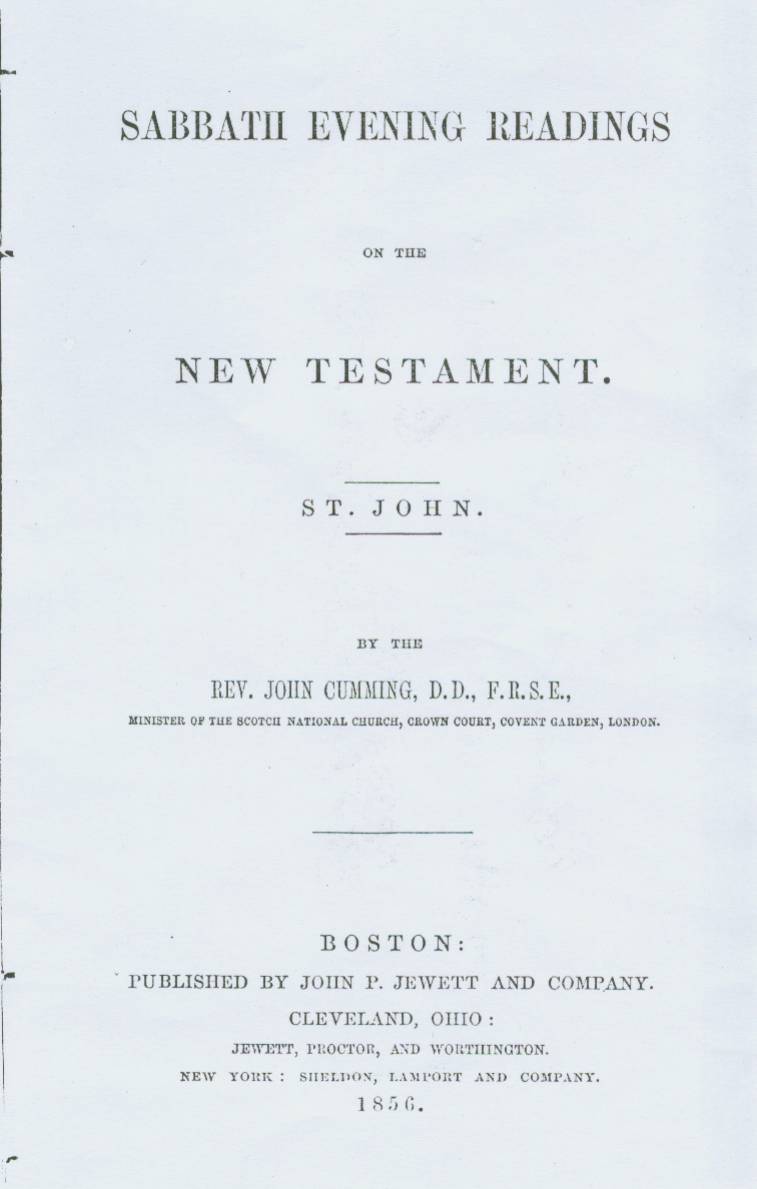 SABBATH EVENING READINGS
ON THE
NEW TESTAMENT.
ST. JOHN.
BY THE
REV. JOHN CUMMING, D.D., F.R.S.E.,
MINISTER OF THE SCOTCH NATIONAL CHURCH, CROWN COURT, COVENT GARDEN, LONDON.
BOSTON:
PUBLISHED BY JOHN P. JEWETT AND COMPANY.
CLEVELAND, OHIO:
JEWETT, PROCTOR, AND WORTHINGTON.
NEW YORK: SHELDON, LAMPORT AND COMPANY.
1856.